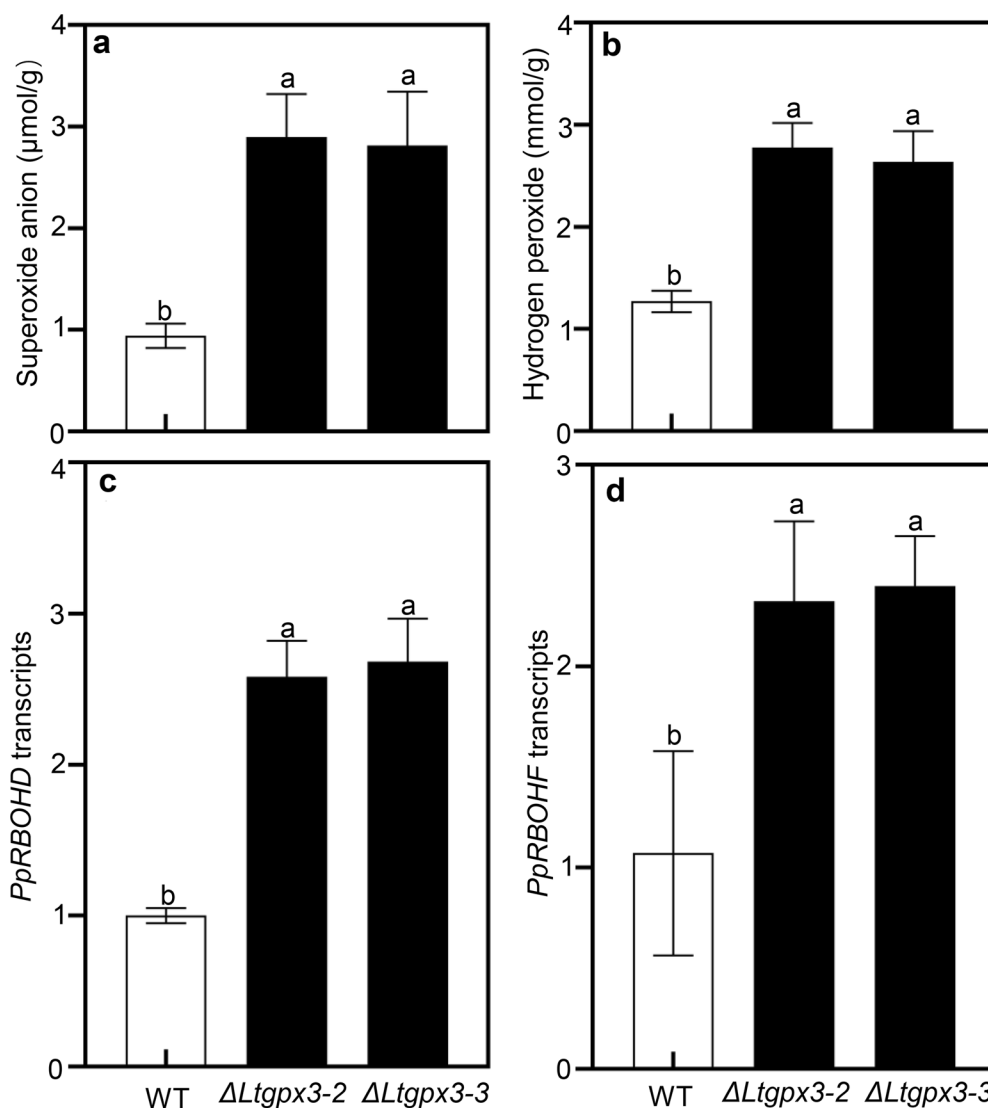 a
Superoxide anion (μmol/g)
4
3
2
1
0
b
a
a
b
Hydrogen peroxide (mmol/g)
4
3
2
1
0
b
a
a
c
PpRBOHD transcripts
4
3
2
1
0
b
a
a
WT
ΔLtgpx3-2
ΔLtgpx3-3
d
PpRBOHF transcripts
3
2
1
0
b
a
a
WT
ΔLtgpx3-2
ΔLtgpx3-3